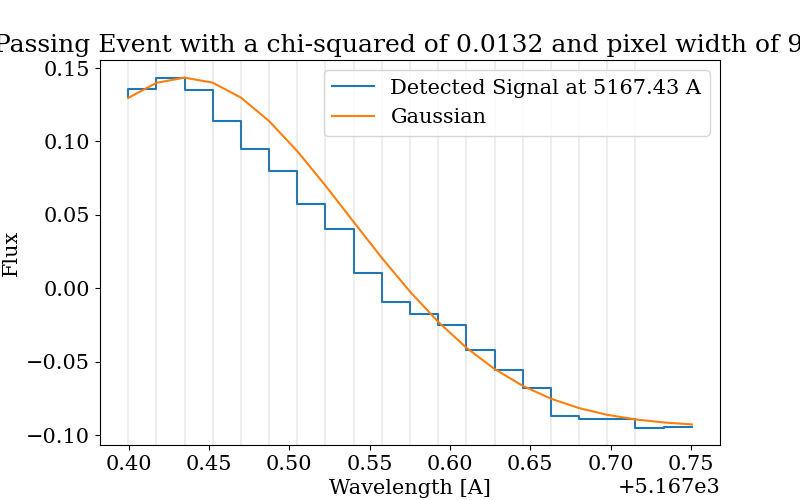 Passing Event with a chi-squared of 0.0132 and pixel width of 9
Detected Signal at 5167.43 A
Gaussian
0.15
0.10
0.05
0.00
−0.05
−0.10
Flux
0.40 0.45 0.50 0.55 0.60 0.65 0.70 0.75
Wavelength [A]
+5.167e3